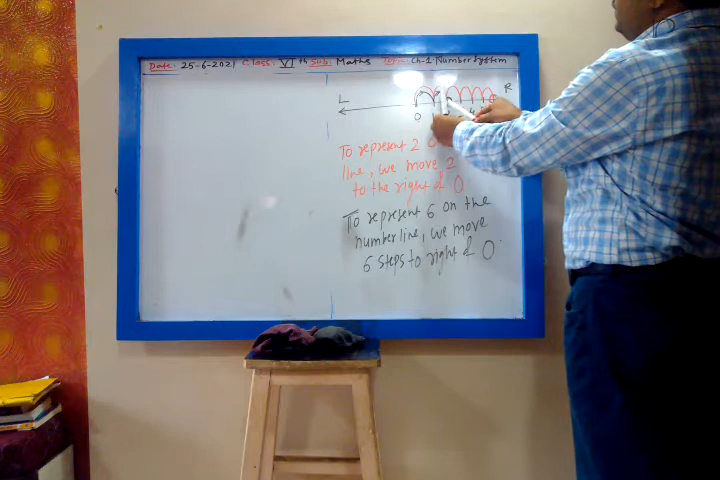 Date: 25-6-2021 Class: VI th Sub: Maths Ch-1 Number System
L R
0
To represent 2
line, we move 2
to the right of 0
To represent 6 on the
number line, we move
6 steps to right of 0.